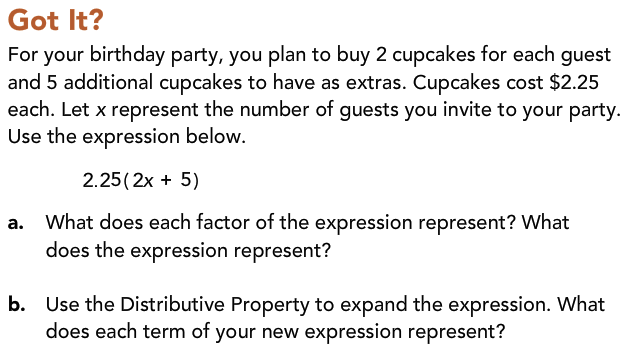 Got It?
For your birthday party, you plan to buy 2 cupcakes for each guest
and 5 additional cupcakes to have as extras. Cupcakes cost $2.25
each. Let x represent the number of guests you invite to your party.
Use the expression below.
2.25(2x + 5)
a. What does each factor of the expression represent? What
does the expression represent?
b. Use the Distributive Property to expand the expression. What
does each term of your new expression represent?